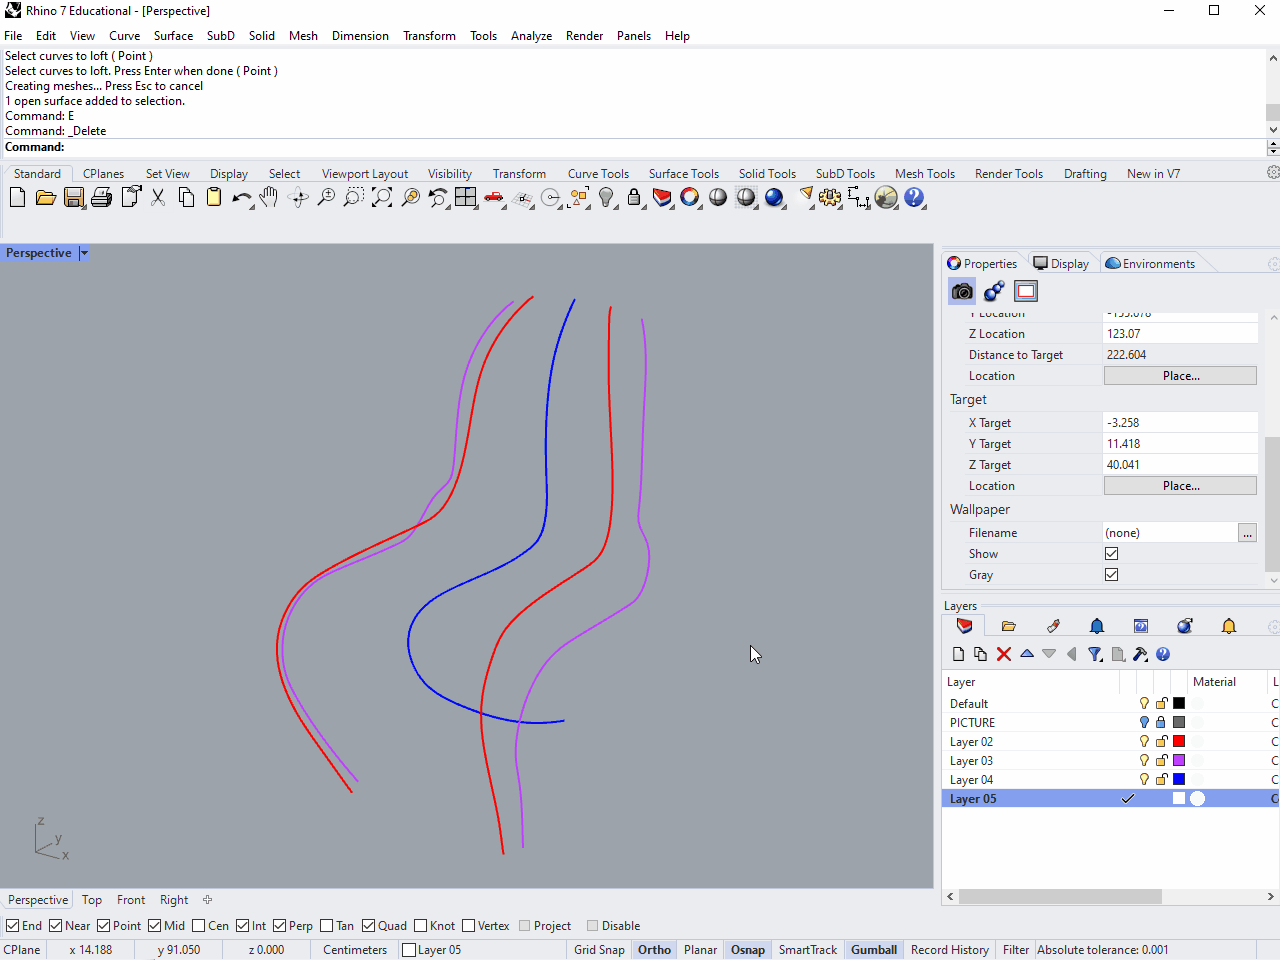 Rhino 7 Educational - [Perspective]
File Edit View Curve Surface SubD Solid Mesh Dimension Transform Tools Analyze Render Panels Help
Select curves to loft ( Point )
Select curves to loft. Press Enter when done ( Point )
Creating meshes... Press Esc to cancel
1 open surface added to selection.
Command: E
Command: _Delete
Command:
Standard CPlanes Set View Display Select Viewport Layout Visibility Transform Curve Tools Surface Tools Solid Tools SubD Tools Mesh Tools Render Tools Drafting New in V7
Perspective
Properties Display Environments
Z Location 123.07
Distance to Target 222.604
Location Place...
Target
X Target -3.258
Y Target 11.418
Z Target 40.041
Location Place...
Wallpaper
Filename (none) ...
Show
Gray
Layers
Layer Material L
Default C
PICTURE C
Layer 02 C
Layer 03 C
Layer 04 C
Layer 05 C
z
y
x
Perspective Top Front Right
End Near Point Mid Cen Int Perp Tan Quad Knot Vertex Project Disable
CPlane x 14.188 y 91.050 z 0.000 Centimeters Layer 05 Grid Snap Ortho Planar Osnap SmartTrack Gumball Record History Filter Absolute tolerance: 0.001